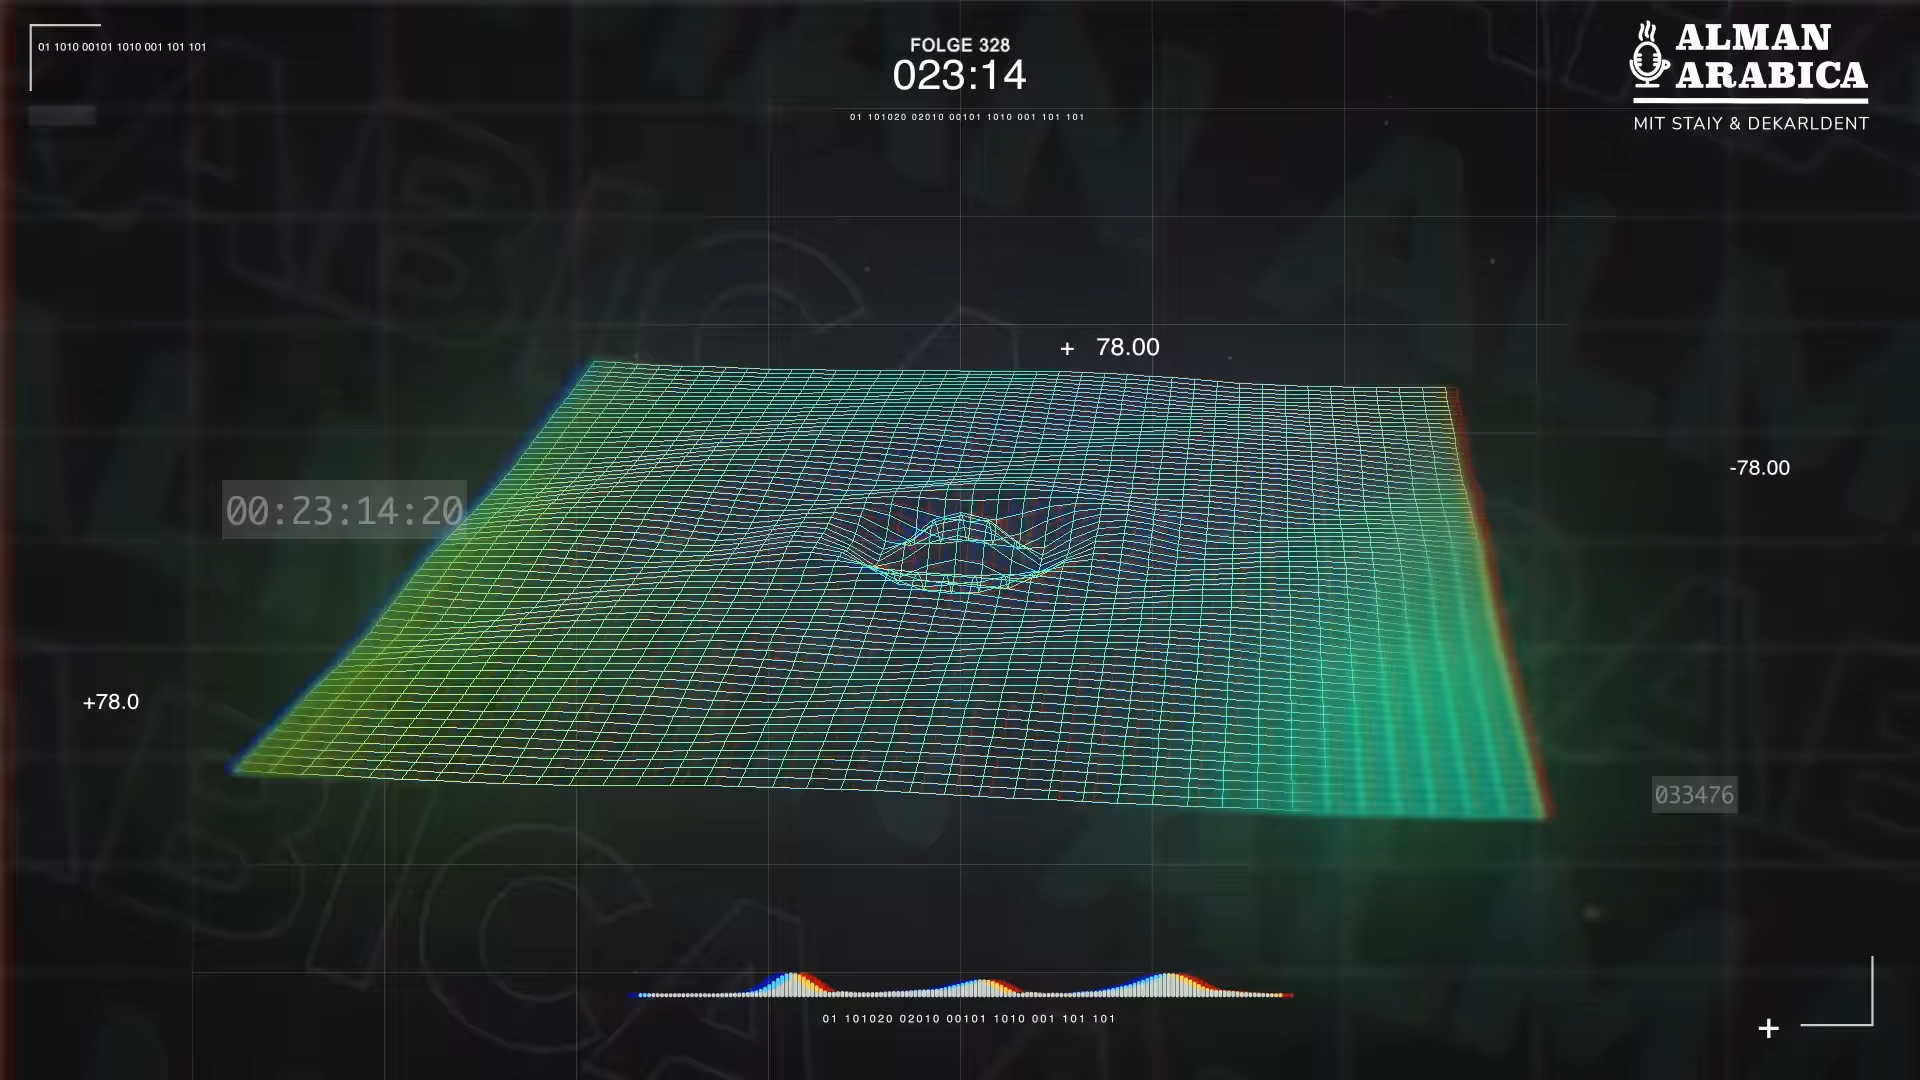 01 1010 00101 1010 001 101 101
FOLGE 328
023:14
01 101020 02010 00101 1010 001 101 101
ALMAN
ARABICA
MIT STAIY & DEKARLDENT
+ 78.00
-78.00
00:23:14:20
+78.0
033476
01 101020 02010 00101 1010 001 101 101
+